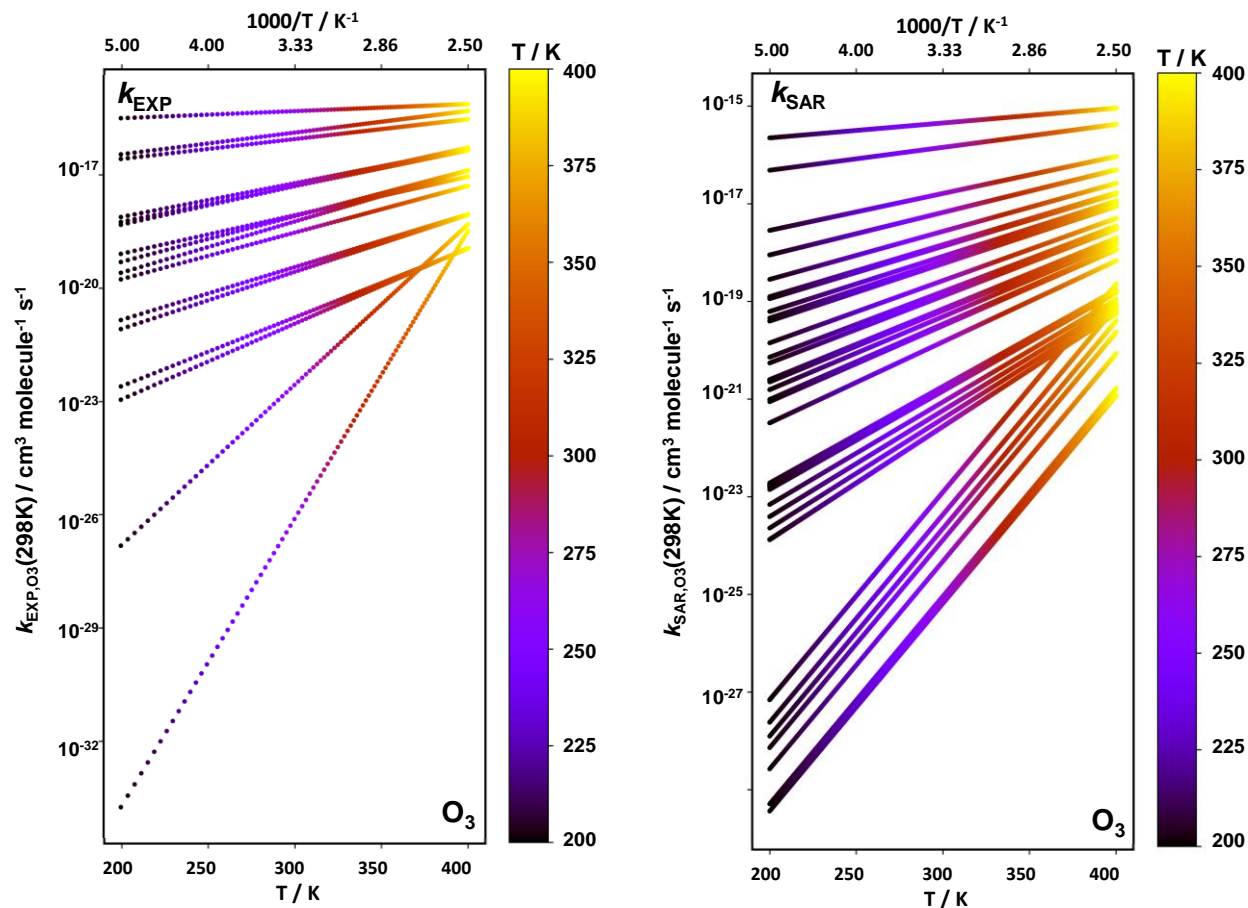 1000/T / K⁻¹
5.00 4.00 3.33 2.86 2.50
T / K
k_EXP
10⁻¹⁷
10⁻²⁰
10⁻²³
10⁻²⁶
10⁻²⁹
10⁻³²
k_EXP,O3(298K) / cm³ molecule⁻¹ s⁻¹
O₃
200 250 300 350 400
T / K
400
375
350
325
300
275
250
225
200
1000/T / K⁻¹
5.00 4.00 3.33 2.86 2.50
T / K
k_SAR
10⁻¹⁵
10⁻¹⁷
10⁻¹⁹
10⁻²¹
10⁻²³
10⁻²⁵
10⁻²⁷
k_SAR,O3(298K) / cm³ molecule⁻¹ s⁻¹
O₃
200 250 300 350 400
T / K
400
375
350
325
300
275
250
225
200